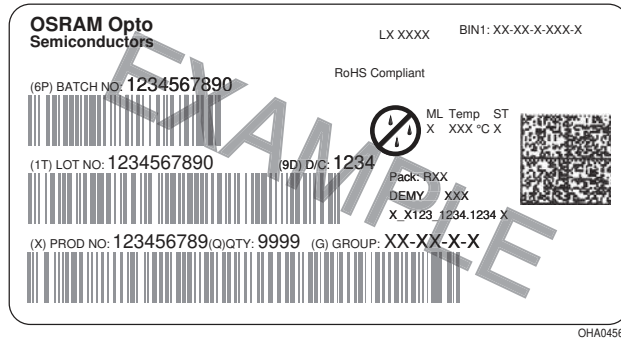 OSRAM Opto
Semiconductors
LX XXXX
BIN1: XX-XX-X-XXX-X
RoHS Compliant
(6P) BATCH NO: 1234567890
ML Temp ST
X XXX °C X
(1T) LOT NO: 1234567890 (9D) D/C: 1234
Pack: RXX
DEMY XXX
X_X123_1234.1234 X
(X) PROD NO: 123456789(Q)QTY: 9999 (G) GROUP: XX-XX-X-X
EXAMPLE
OHA0456